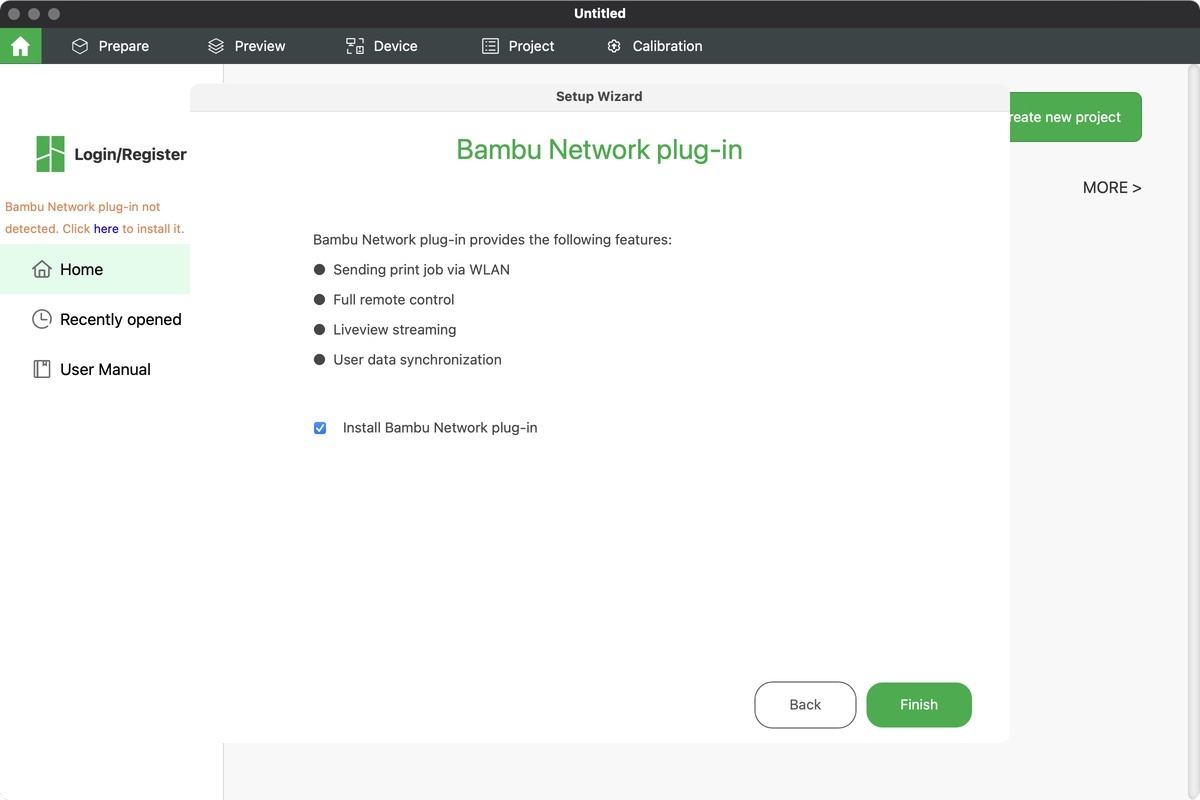 Untitled
Prepare
Preview
Device
Project
Calibration
Setup Wizard
reate new project
MORE >
Login/Register
Bambu Network plug-in not
detected. Click here to install it.
Home
Recently opened
User Manual
Bambu Network plug-in
Bambu Network plug-in provides the following features:
Sending print job via WLAN
Full remote control
Liveview streaming
User data synchronization
Install Bambu Network plug-in
Back
Finish